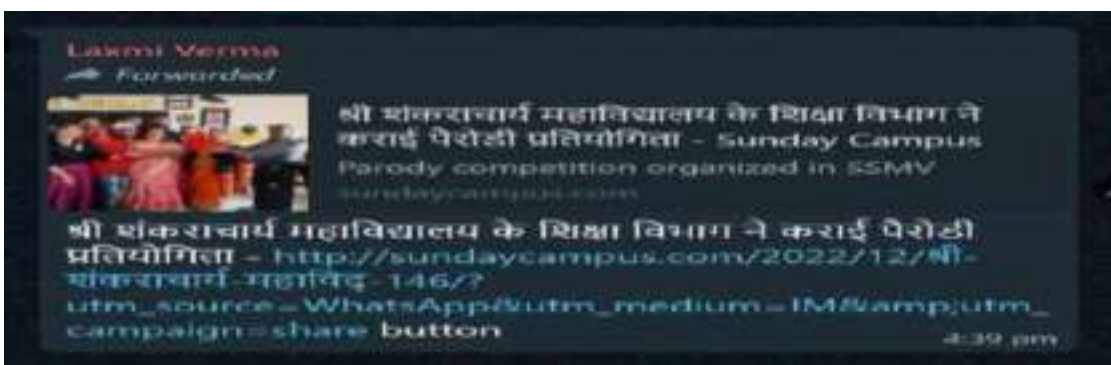 Laxmi Verma
Forwarded
श्री शंकराचार्य महाविद्यालय के शिक्षा विभाग ने
कराई पैरोडी प्रतियोगिता - Sunday Campus
Parody competition organized in SSMV
sundaycampus.com
श्री शंकराचार्य महाविद्यालय के शिक्षा विभाग ने कराई पैरोडी
प्रतियोगिता - http://sundaycampus.com/2022/12/श्री-
शंकराचार्य-महाविद्-146/?
utm_source=WhatsApp&utm_medium=IM&amp;utm_
campaign=share button
4:39 pm